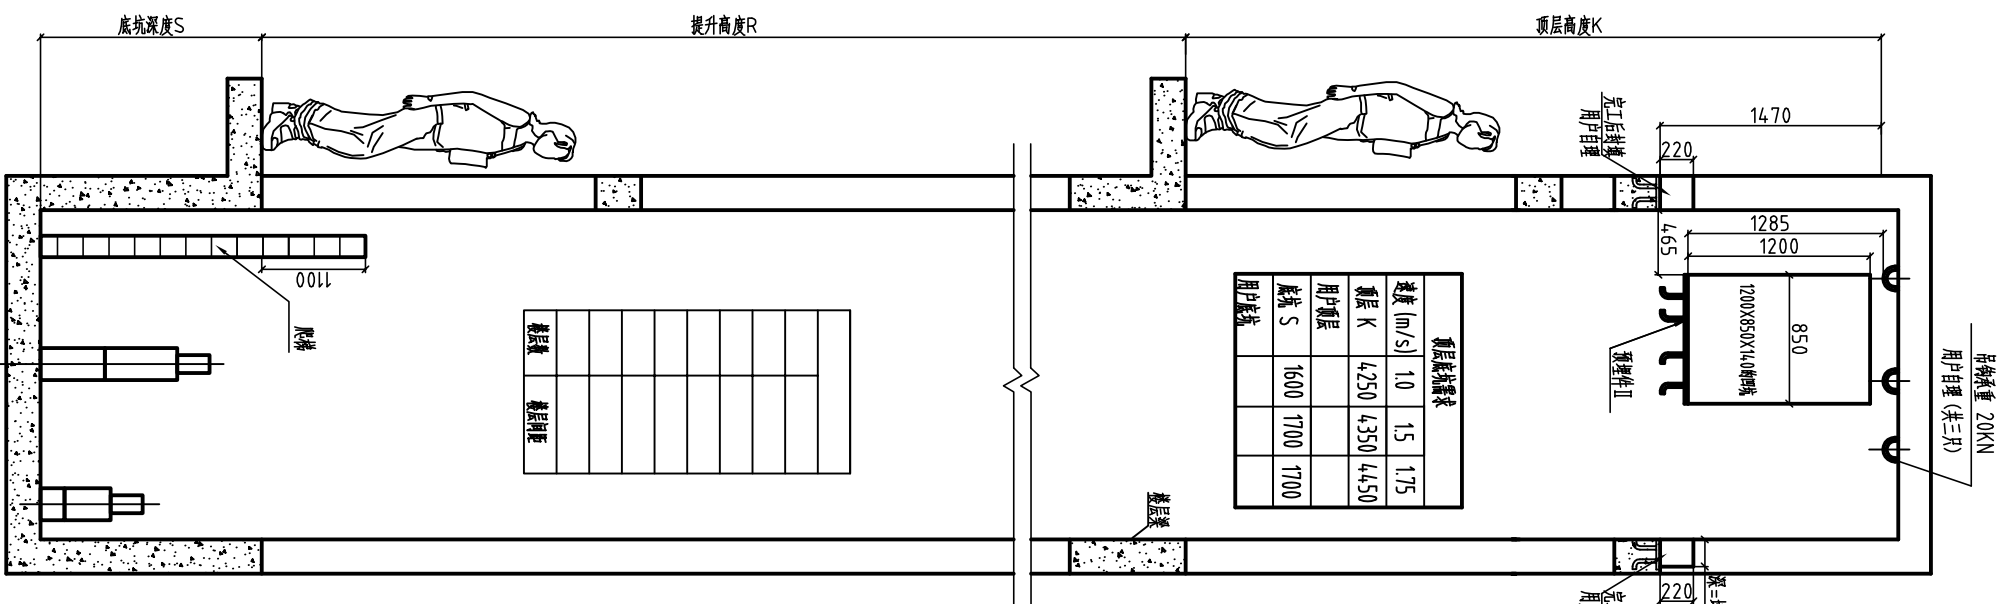 底坑深度S
提升高度R
顶层高度K
完工后封填
用户自理
1470
220
1285
1200
465
1100
爬梯
楼层数
楼层间距
顶层底坑需求
速度 (m/s) 1.0 1.5 1.75
顶层 K 4250 4350 4450
用户顶层
底坑 S 1600 1700 1700
用户底坑
1200X850X140的凹坑
850
预埋件II
吊钩承重 20KN
用户自理 (共三只)
楼层梁
220